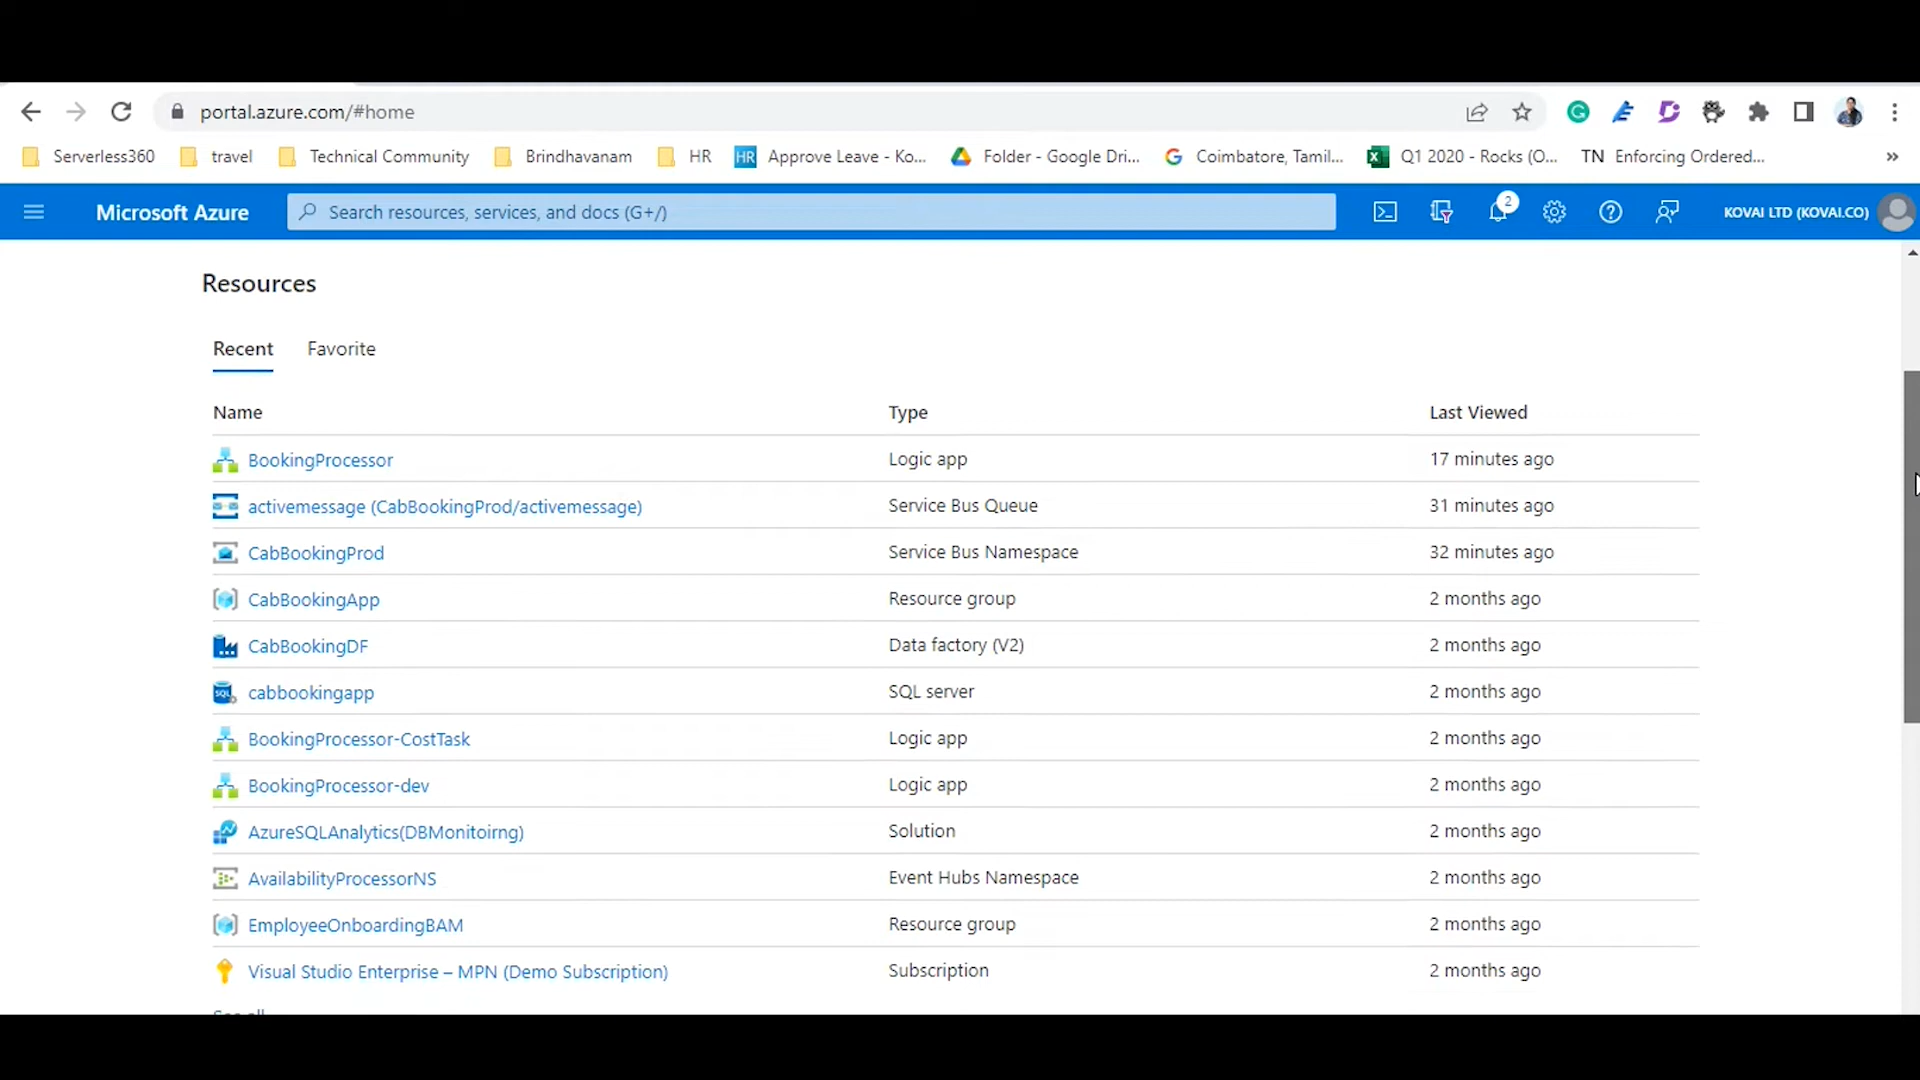 portal.azure.com/#home
Serverless360 travel Technical Community Brindhavanam HR HR Approve Leave - Ko... Folder - Google Dri... Coimbatore, Tamil... Q1 2020 - Rocks (O... TN Enforcing Ordered... »
Microsoft Azure Search resources, services, and docs (G+/) 2 KOVAI LTD (KOVAI.CO)
Resources
Recent Favorite
Name Type Last Viewed
BookingProcessor Logic app 17 minutes ago
activemessage (CabBookingProd/activemessage) Service Bus Queue 31 minutes ago
CabBookingProd Service Bus Namespace 32 minutes ago
CabBookingApp Resource group 2 months ago
CabBookingDF Data factory (V2) 2 months ago
SQL cabbookingapp SQL server 2 months ago
BookingProcessor-CostTask Logic app 2 months ago
BookingProcessor-dev Logic app 2 months ago
AzureSQLAnalytics(DBMonitoirng) Solution 2 months ago
AvailabilityProcessorNS Event Hubs Namespace 2 months ago
EmployeeOnboardingBAM Resource group 2 months ago
Visual Studio Enterprise – MPN (Demo Subscription) Subscription 2 months ago
See all